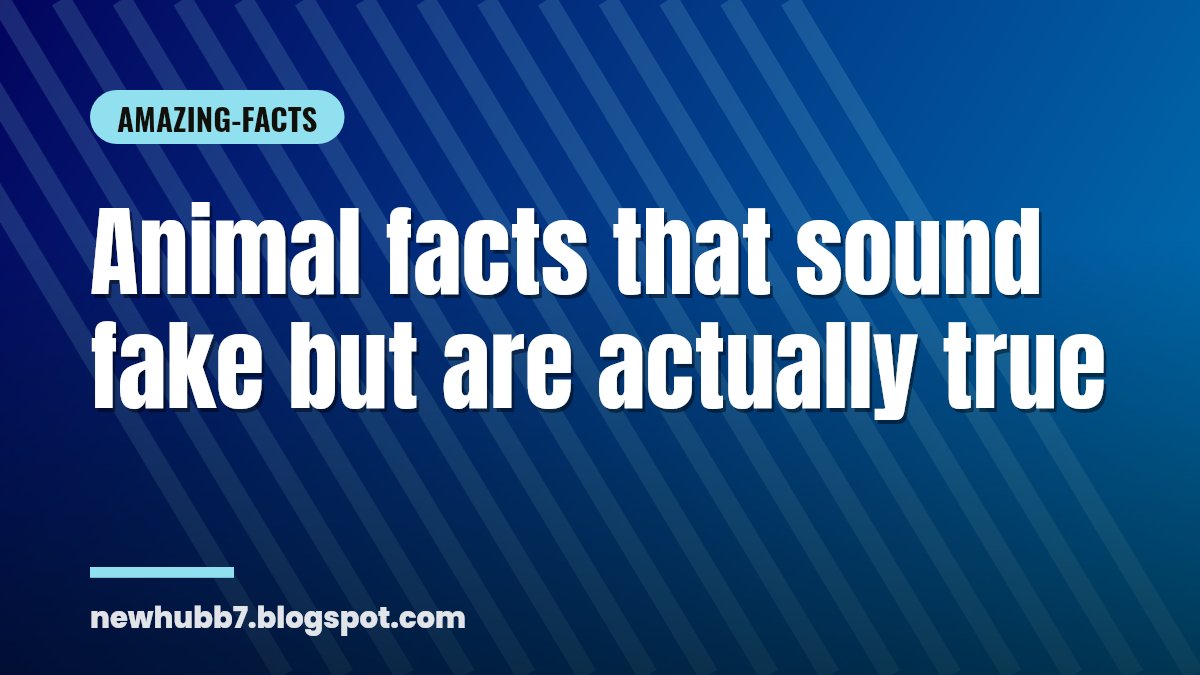 AMAZING-FACTS
Animal facts that sound
fake but are actually true
newhubb7.blogspot.com